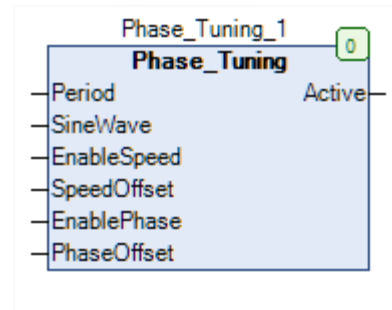 Phase_Tuning_1
0
Phase_Tuning
Period Active
SineWave
EnableSpeed
SpeedOffset
EnablePhase
PhaseOffset